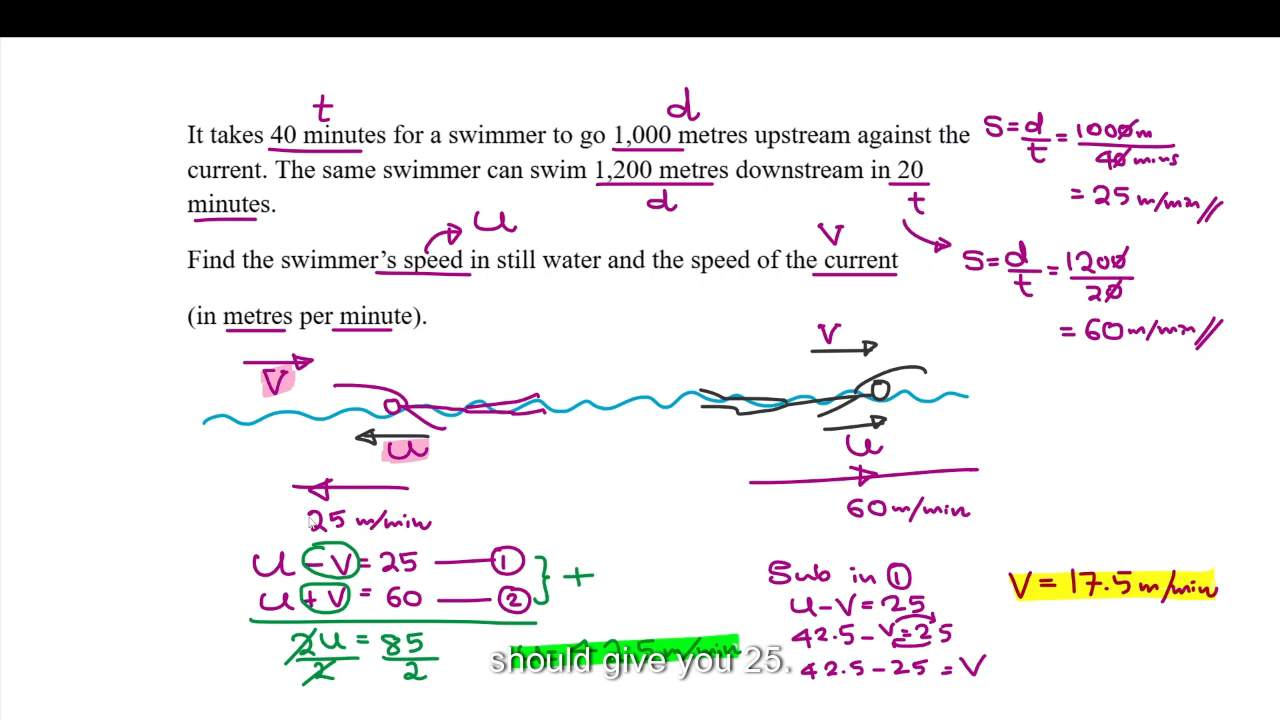 t
d
It takes 40 minutes for a swimmer to go 1,000 metres upstream against the
current. The same swimmer can swim 1,200 metres downstream in 20
minutes.
d
t
u
V
Find the swimmer's speed in still water and the speed of the current
(in metres per minute).
S = d/t = 1000m/40 mins
= 25 m/min//
S = d/t = 1200/20
= 60 m/min//
V
u
25 m/min
V
u
60 m/min
u - V = 25 — ①
u + V = 60 — ② } +
2u/2 = 85/2
should give you 25.
Sub in ①
u - V = 25
42.5 - V = 25
42.5 - 25 = V
V = 17.5 m/min